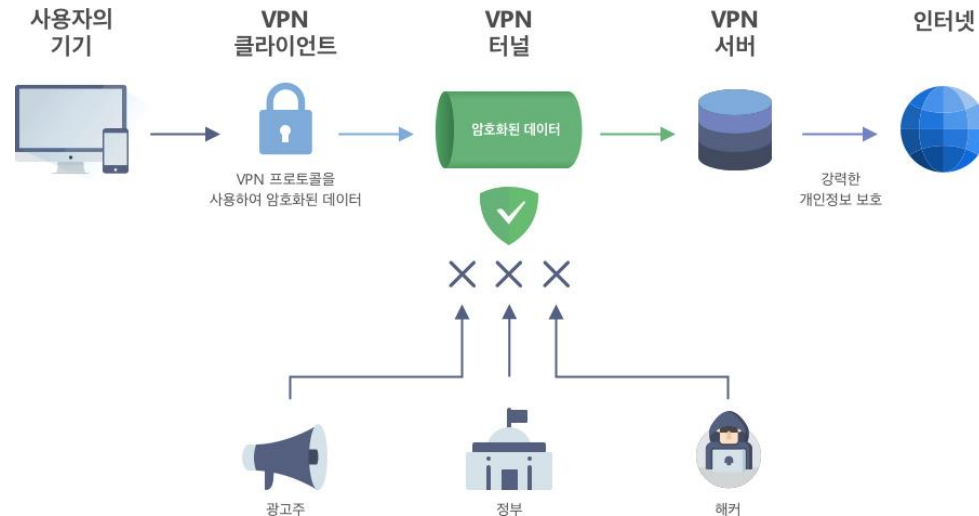 사용자의
기기
VPN
클라이언트
VPN
터널
VPN
서버
인터넷
암호화된 데이터
VPN 프로토콜을
사용하여 암호화된 데이터
강력한
개인정보 보호
광고주
정부
해커